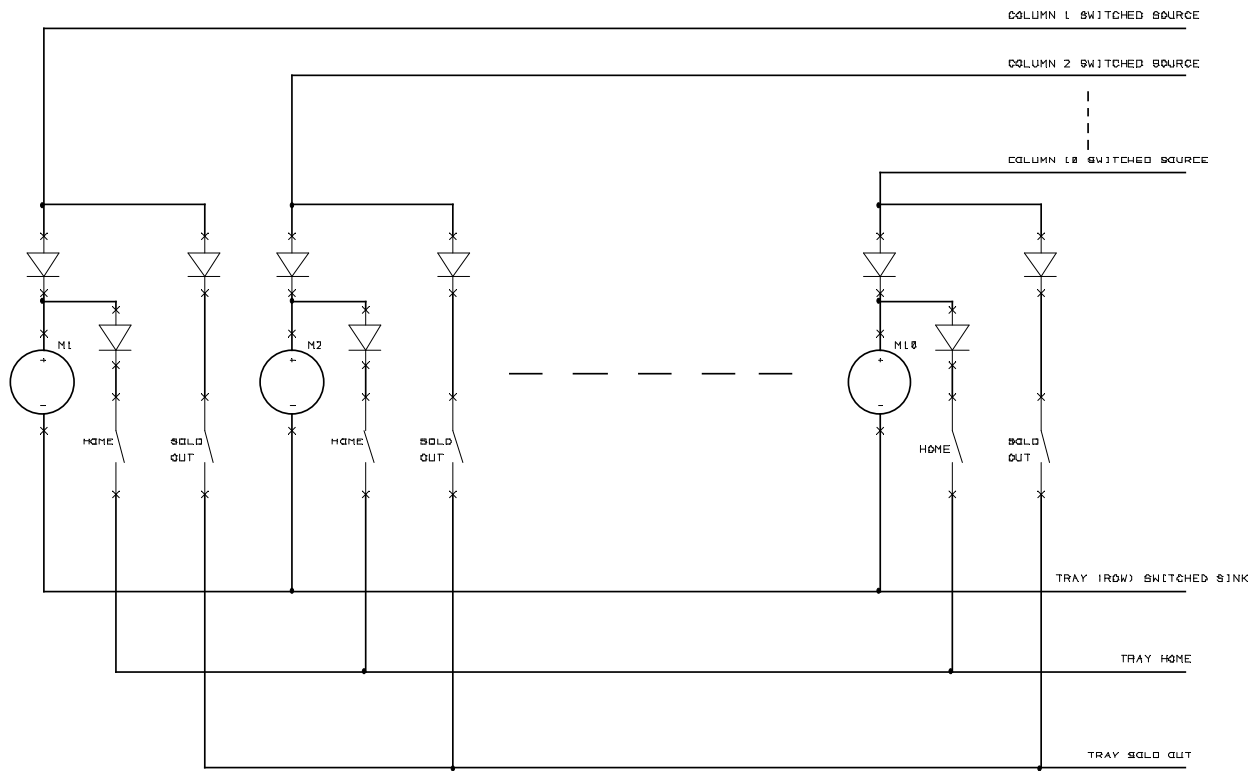 COLUMN 1 SWITCHED SOURCE
COLUMN 2 SWITCHED SOURCE
COLUMN 10 SWITCHED SOURCE
M1
M2
M10
+
+
+
-
-
-
HOME
SOLD
OUT
HOME
SOLD
OUT
HOME
SOLD
OUT
TRAY (ROW) SWITCHED SINK
TRAY HOME
TRAY SOLD OUT